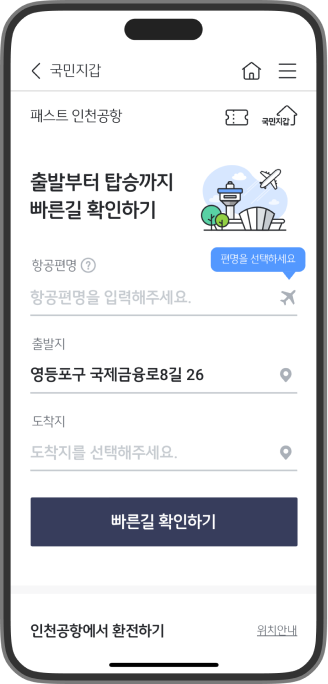 국민지갑
패스트 인천공항
국민지갑
출발부터 탑승까지
빠른길 확인하기
편명을 선택하세요
항공편명 ?
항공편명을 입력해주세요.
출발지
영등포구 국제금융로8길 26
도착지
도착지를 선택해주세요.
빠른길 확인하기
인천공항에서 환전하기
위치안내